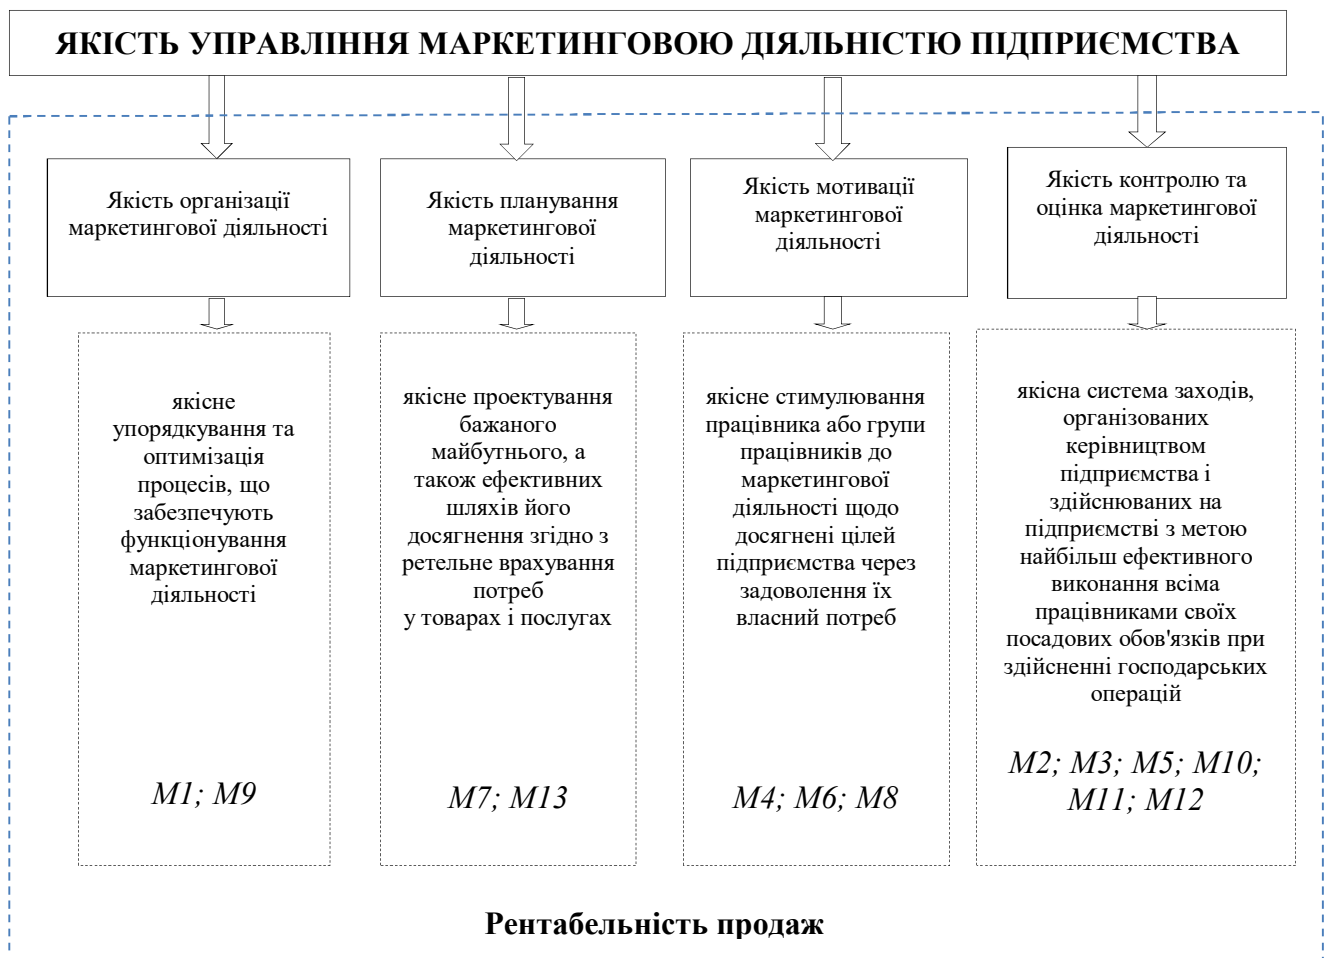 ЯКІСТЬ УПРАВЛІННЯ МАРКЕТИНГОВОЮ ДІЯЛЬНІСТЮ ПІДПРИЄМСТВА
Якість організації
маркетингової діяльності
Якість планування
маркетингової
діяльності
Якість мотивації
маркетингової
діяльності
Якість контролю та
оцінка маркетингової
діяльності
якісне
упорядкування та
оптимізація
процесів, що
забезпечують
функціонування
маркетингової
діяльності
М1; М9
якісне проектування
бажаного
майбутнього, а
також ефективних
шляхів його
досягнення згідно з
ретельне врахування
потреб
у товарах і послугах
М7; М13
якісне стимулювання
працівника або групи
працівників до
маркетингової
діяльності щодо
досягнені цілей
підприємства через
задоволення їх
власний потреб
М4; М6; М8
якісна система заходів,
організованих
керівництвом
підприємства і
здійснюваних на
підприємстві з метою
найбільш ефективного
виконання всіма
працівниками своїх
посадових обов'язків при
здійсненні господарських
операцій
М2; М3; М5; М10;
М11; М12
Рентабельність продаж